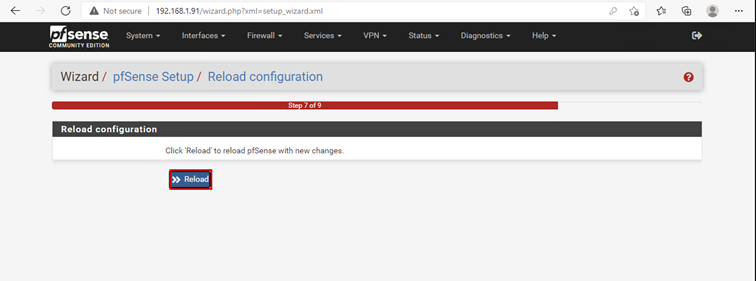 Not secure | 192.168.1.91/wizard.php?xml=setup_wizard.xml
pfSense COMMUNITY EDITION System Interfaces Firewall Services VPN Status Diagnostics Help
Wizard / pfSense Setup / Reload configuration
Step 7 of 9
Reload configuration
Click 'Reload' to reload pfSense with new changes.
Reload